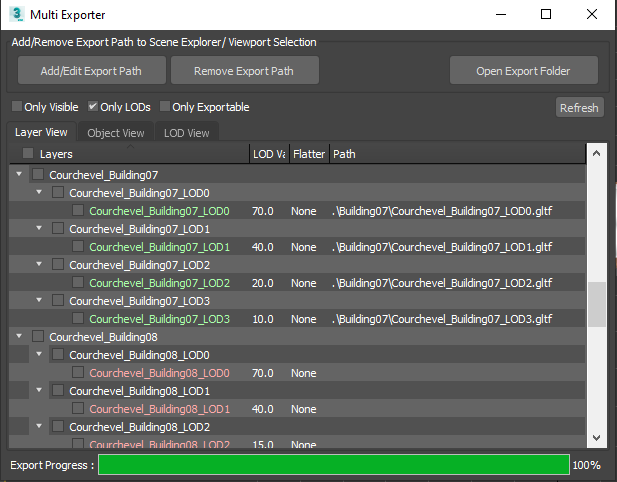 Multi Exporter
Add/Remove Export Path to Scene Explorer/ Viewport Selection
Add/Edit Export Path Remove Export Path Open Export Folder
Only Visible Only LODs Only Exportable Refresh
Layer View Object View LOD View
Layers LOD Va Flatter Path
Courchevel_Building07
Courchevel_Building07_LOD0
Courchevel_Building07_LOD0 70.0 None .\Building07\Courchevel_Building07_LOD0.gltf
Courchevel_Building07_LOD1
Courchevel_Building07_LOD1 40.0 None .\Building07\Courchevel_Building07_LOD1.gltf
Courchevel_Building07_LOD2
Courchevel_Building07_LOD2 20.0 None .\Building07\Courchevel_Building07_LOD2.gltf
Courchevel_Building07_LOD3
Courchevel_Building07_LOD3 10.0 None .\Building07\Courchevel_Building07_LOD3.gltf
Courchevel_Building08
Courchevel_Building08_LOD0
Courchevel_Building08_LOD0 70.0 None
Courchevel_Building08_LOD1
Courchevel_Building08_LOD1 40.0 None
Courchevel_Building08_LOD2
Courchevel_Building08_LOD2 15.0 None
Export Progress : 100%